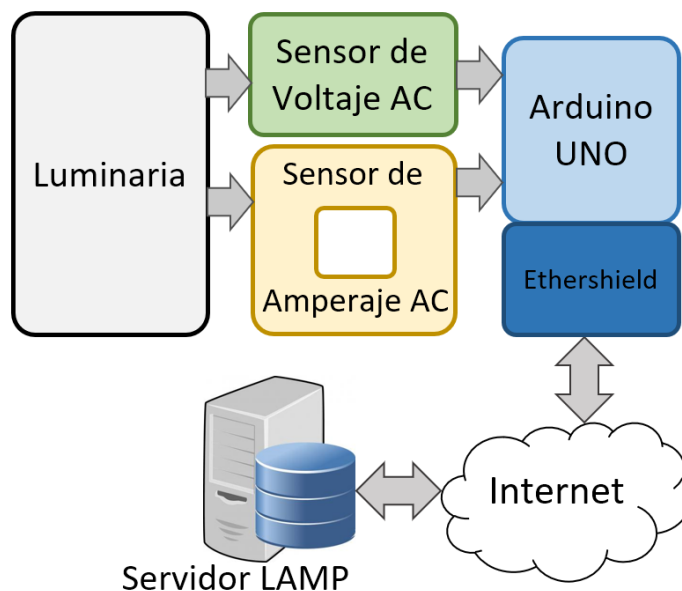 Luminaria
Sensor de
Voltaje AC
Sensor de
Amperaje AC
Arduino
UNO
Ethershield
Internet
Servidor LAMP